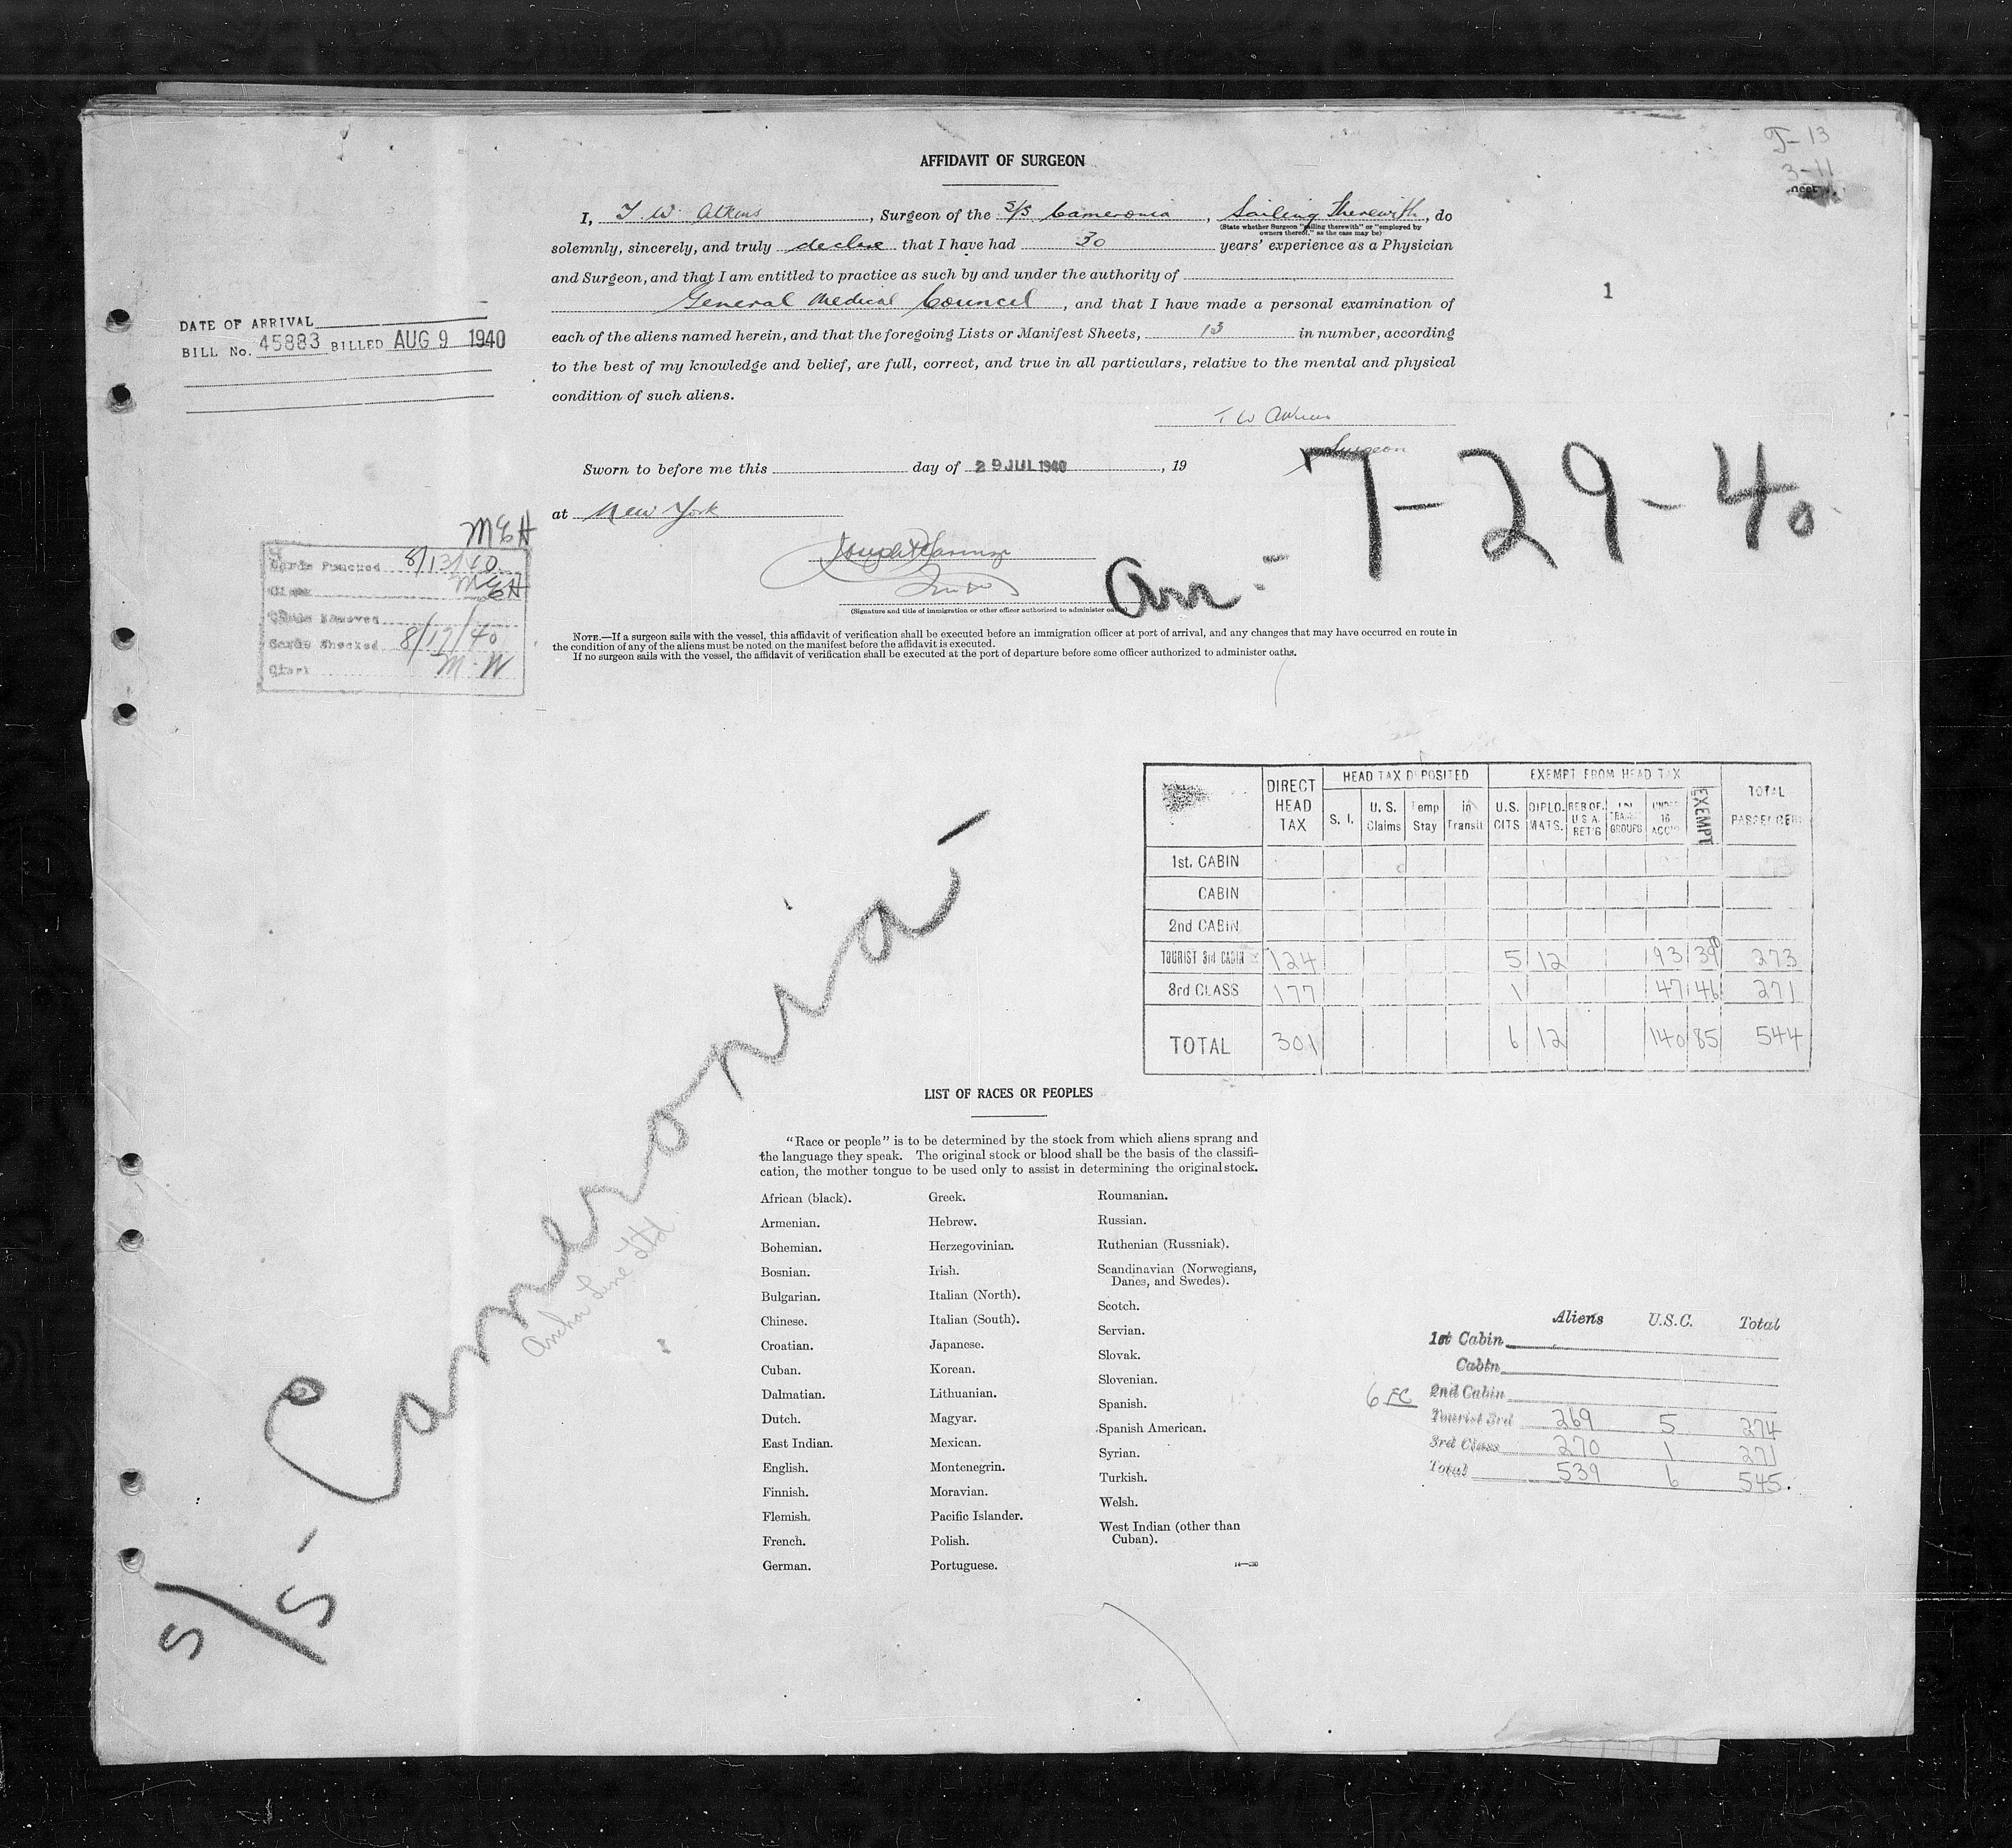 T-13
3-11
AFFIDAVIT OF SURGEON
I, T W Atkins, Surgeon of the S/S Cameronia, Sailing Therewith, do
(State whether Surgeon "sailing therewith" or "employed by
owners thereof," as the case may be)
solemnly, sincerely, and truly declare that I have had 30 years' experience as a Physician
and Surgeon, and that I am entitled to practice as such by and under the authority of
General Medical Council, and that I have made a personal examination of
1
each of the aliens named herein, and that the foregoing Lists or Manifest Sheets, 13 in number, according
to the best of my knowledge and belief, are full, correct, and true in all particulars, relative to the mental and physical
condition of such aliens.
DATE OF ARRIVAL
BILL No. 45883 BILLED AUG 9 1940
T W Atkins
Surgeon
Sworn to before me this day of 29 JUL 1940, 19
at New York
Arr - 7-29-40
(Signature and title of immigration or other officer authorized to administer
MEH
Cards Punched 8/13/40
MEH
8/19/40
M. W
NOTE.—If a surgeon sails with the vessel, this affidavit of verification shall be executed before an immigration officer at port of arrival, and any changes that may have occurred en route in
the condition of any of the aliens must be noted on the manifest before the affidavit is executed.
If no surgeon sails with the vessel, the affidavit of verification shall be executed at the port of departure before some officer authorized to administer oaths.
DIRECT HEAD TAX HEAD TAX DEPOSITED EXEMPT FROM HEAD TAX TOTAL PASSENGERS
S. I. U. S. Claims Temp Stay in Transit U.S. CITS DIPLO. MATS. RES OF U.S.A. RET'G TRANSIT GROUPS UNDER 16 ACC'D EXEMPT
1st. CABIN
CABIN
2nd CABIN
TOURIST 3rd CABIN 124 5 12 93 39 273
3rd CLASS 177 1 47 46 271
TOTAL 301 6 12 140 85 544
S/S - Cameronia -
Anchor Line Ltd
LIST OF RACES OR PEOPLES
"Race or people" is to be determined by the stock from which aliens sprang and
the language they speak. The original stock or blood shall be the basis of the classifi-
cation, the mother tongue to be used only to assist in determining the original stock.
African (black).
Armenian.
Bohemian.
Bosnian.
Bulgarian.
Chinese.
Croatian.
Cuban.
Dalmatian.
Dutch.
East Indian.
English.
Finnish.
Flemish.
French.
German.
Greek.
Hebrew.
Herzegovinian.
Irish.
Italian (North).
Italian (South).
Japanese.
Korean.
Lithuanian.
Magyar.
Mexican.
Montenegrin.
Moravian.
Pacific Islander.
Polish.
Portuguese.
Roumanian.
Russian.
Ruthenian (Russniak).
Scandinavian (Norwegians,
Danes, and Swedes).
Scotch.
Servian.
Slovak.
Slovenian.
Spanish.
Spanish American.
Syrian.
Turkish.
Welsh.
West Indian (other than
Cuban).
Aliens U.S.C. Total
1st Cabin
Cabin
6 FC 2nd Cabin
Tourist 3rd 269 5 274
3rd Class 270 1 271
Total 539 6 545.